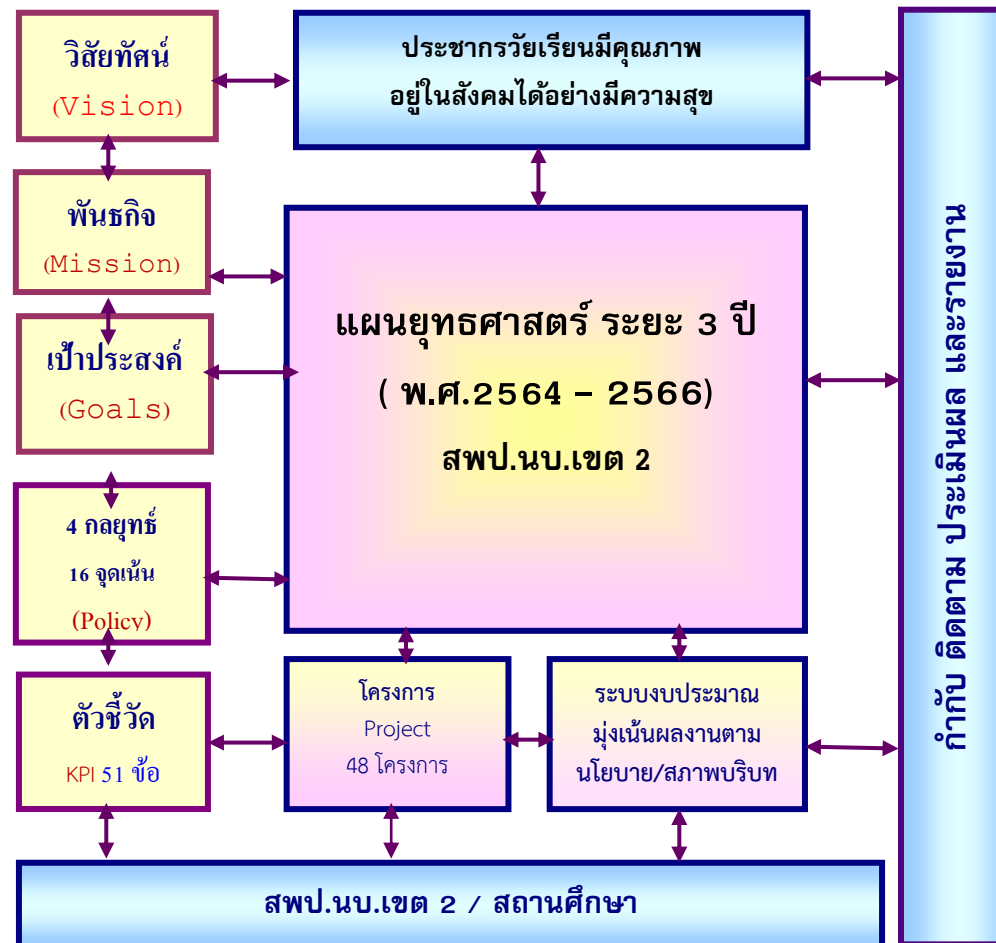 วิสัยทัศน์
(Vision)
ประชากรวัยเรียนมีคุณภาพ
อยู่ในสังคมได้อย่างมีความสุข
พันธกิจ
(Mission)
เป้าประสงค์
(Goals)
แผนยุทธศาสตร์ ระยะ 3 ปี
( พ.ศ.2564 – 2566)
สพป.นบ.เขต 2
4 กลยุทธ์
16 จุดเน้น
(Policy)
ตัวชี้วัด
KPI 51 ข้อ
โครงการ
Project
48 โครงการ
ระบบงบประมาณ
มุ่งเน้นผลงานตาม
นโยบาย/สภาพบริบท
สพป.นบ.เขต 2 / สถานศึกษา
กำกับ ติดตาม ประเมินผล และรายงาน